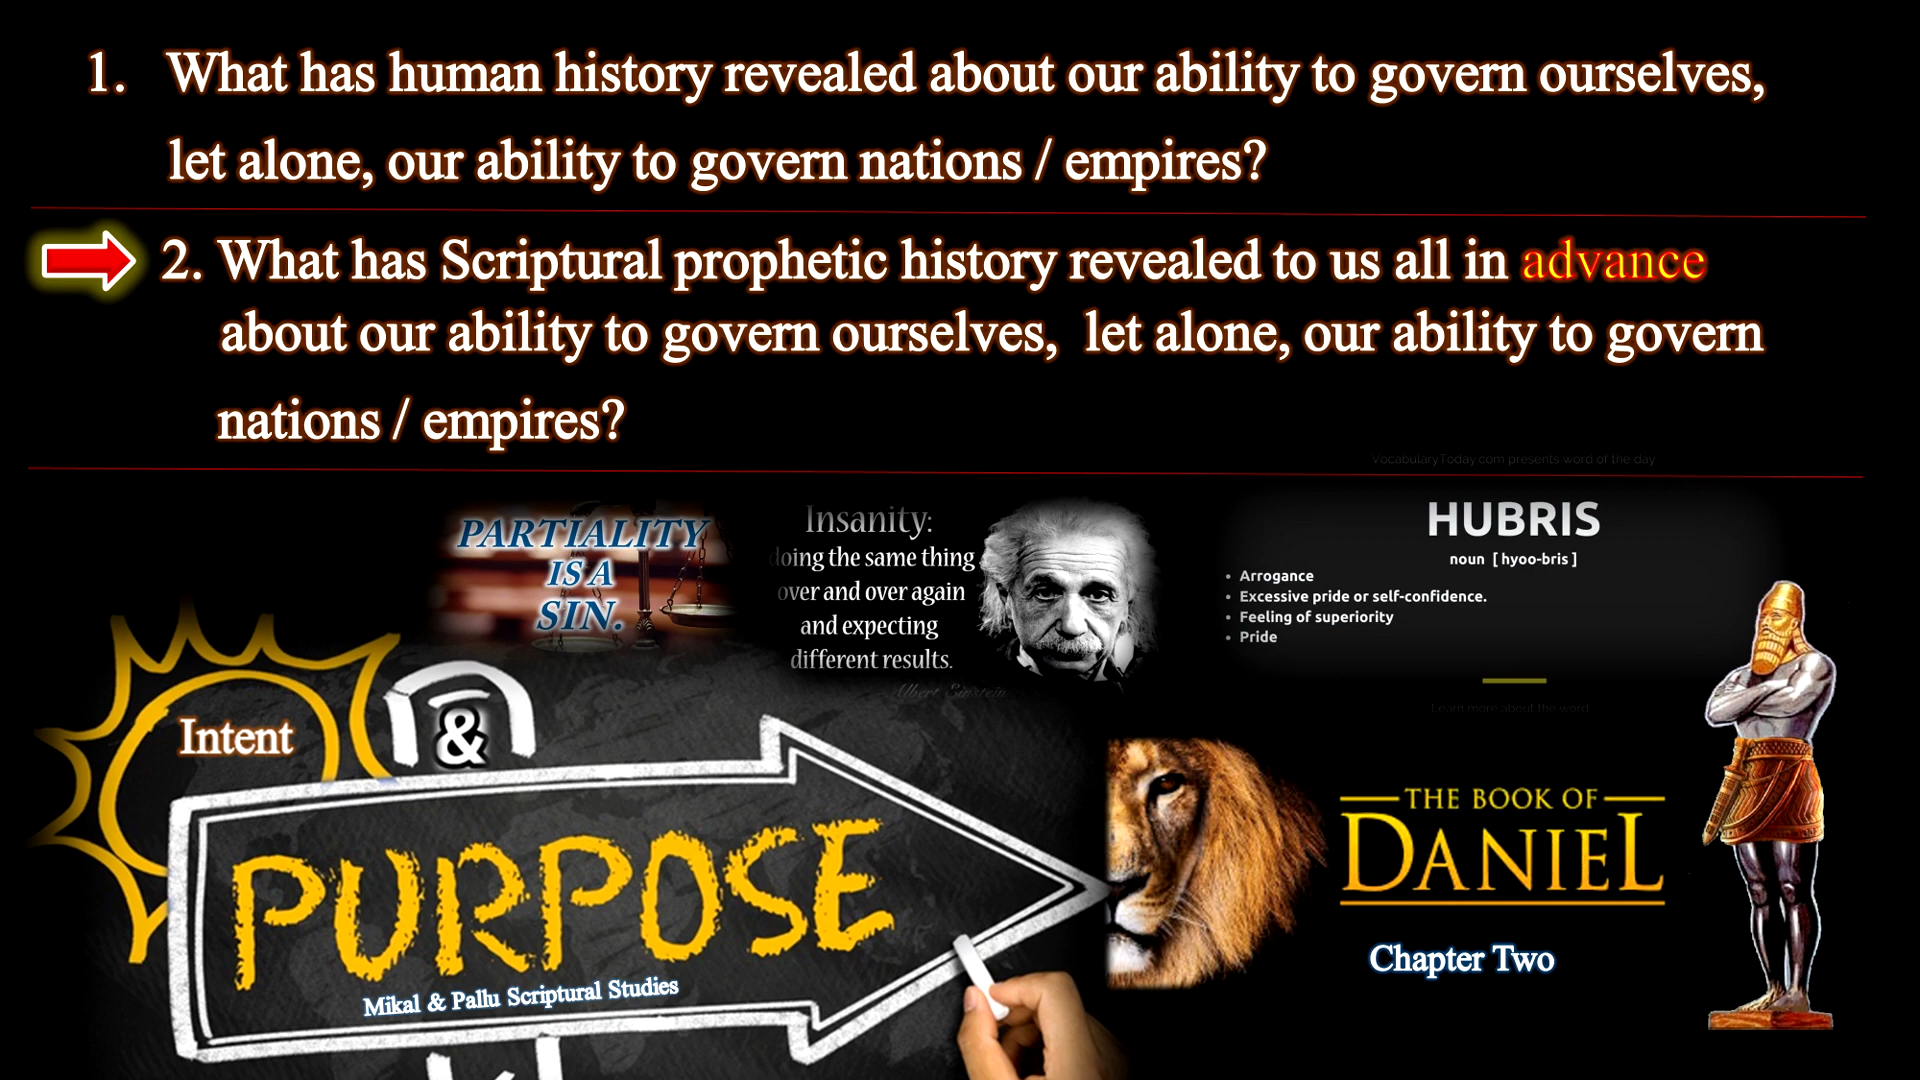 1. What has human history revealed about our ability to govern ourselves,
let alone, our ability to govern nations / empires?
2. What has Scriptural prophetic history revealed to us all in advance
about our ability to govern ourselves, let alone, our ability to govern
nations / empires?
VocabularyToday.com presents word of the day
PARTIALITY
IS A
SIN.
Insanity:
doing the same thing
over and over again
and expecting
different results.
Albert Einstein
HUBRIS
noun [ hyoo-bris ]
• Arrogance
• Excessive pride or self-confidence.
• Feeling of superiority
• Pride
Learn more about the word
Intent
&
PURPOSE
Mikal & Pallu Scriptural Studies
THE BOOK OF
DANIEL
Chapter Two